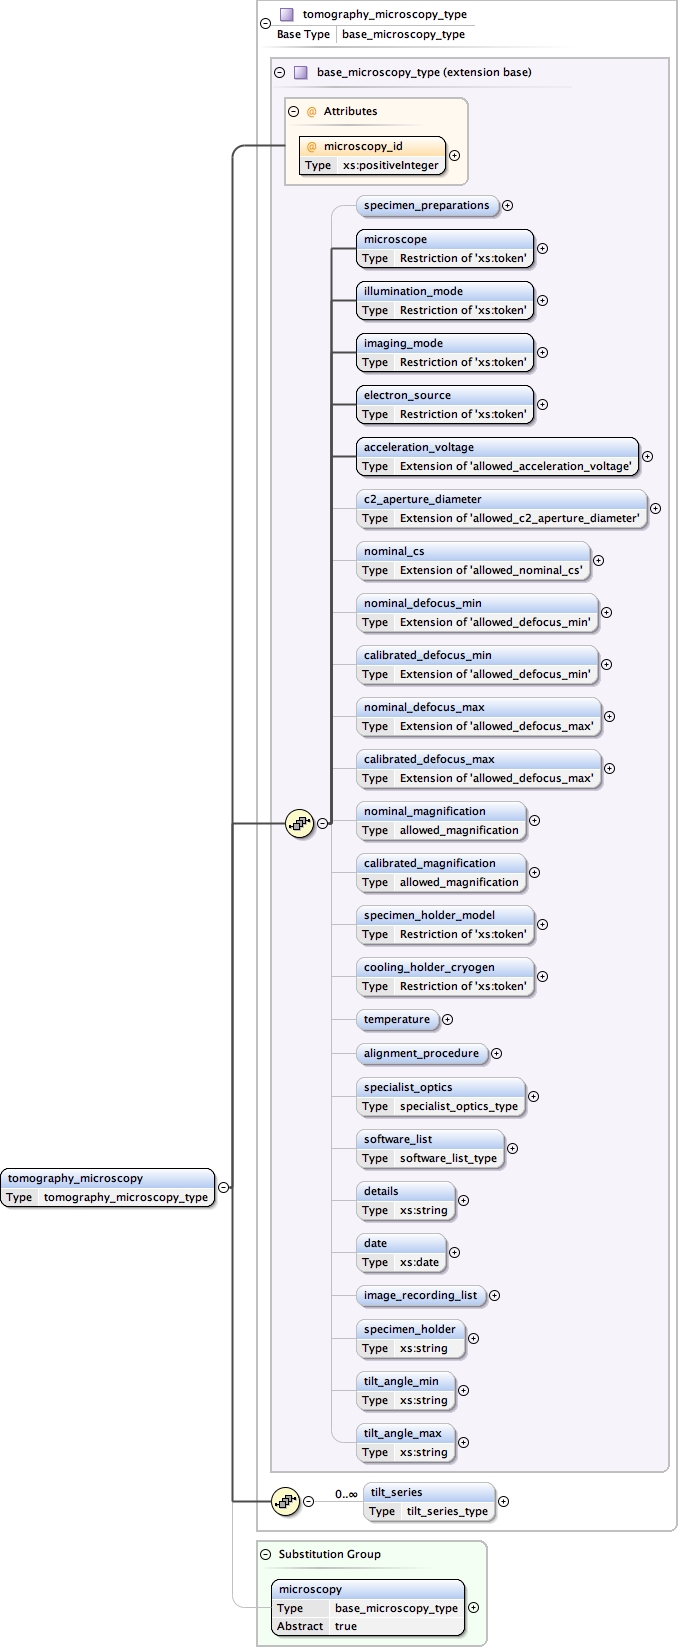 tomography_microscopy_type
Base Type base_microscopy_type
base_microscopy_type (extension base)
@ Attributes
@ microscopy_id
Type xs:positiveInteger
specimen_preparations
microscope
Type Restriction of 'xs:token'
illumination_mode
Type Restriction of 'xs:token'
imaging_mode
Type Restriction of 'xs:token'
electron_source
Type Restriction of 'xs:token'
acceleration_voltage
Type Extension of 'allowed_acceleration_voltage'
c2_aperture_diameter
Type Extension of 'allowed_c2_aperture_diameter'
nominal_cs
Type Extension of 'allowed_nominal_cs'
nominal_defocus_min
Type Extension of 'allowed_defocus_min'
calibrated_defocus_min
Type Extension of 'allowed_defocus_min'
nominal_defocus_max
Type Extension of 'allowed_defocus_max'
calibrated_defocus_max
Type Extension of 'allowed_defocus_max'
nominal_magnification
Type allowed_magnification
calibrated_magnification
Type allowed_magnification
specimen_holder_model
Type Restriction of 'xs:token'
cooling_holder_cryogen
Type Restriction of 'xs:token'
temperature
alignment_procedure
specialist_optics
Type specialist_optics_type
software_list
Type software_list_type
tomography_microscopy
Type tomography_microscopy_type
details
Type xs:string
date
Type xs:date
image_recording_list
specimen_holder
Type xs:string
tilt_angle_min
Type xs:string
tilt_angle_max
Type xs:string
0..∞
tilt_series
Type tilt_series_type
Substitution Group
microscopy
Type base_microscopy_type
Abstract true